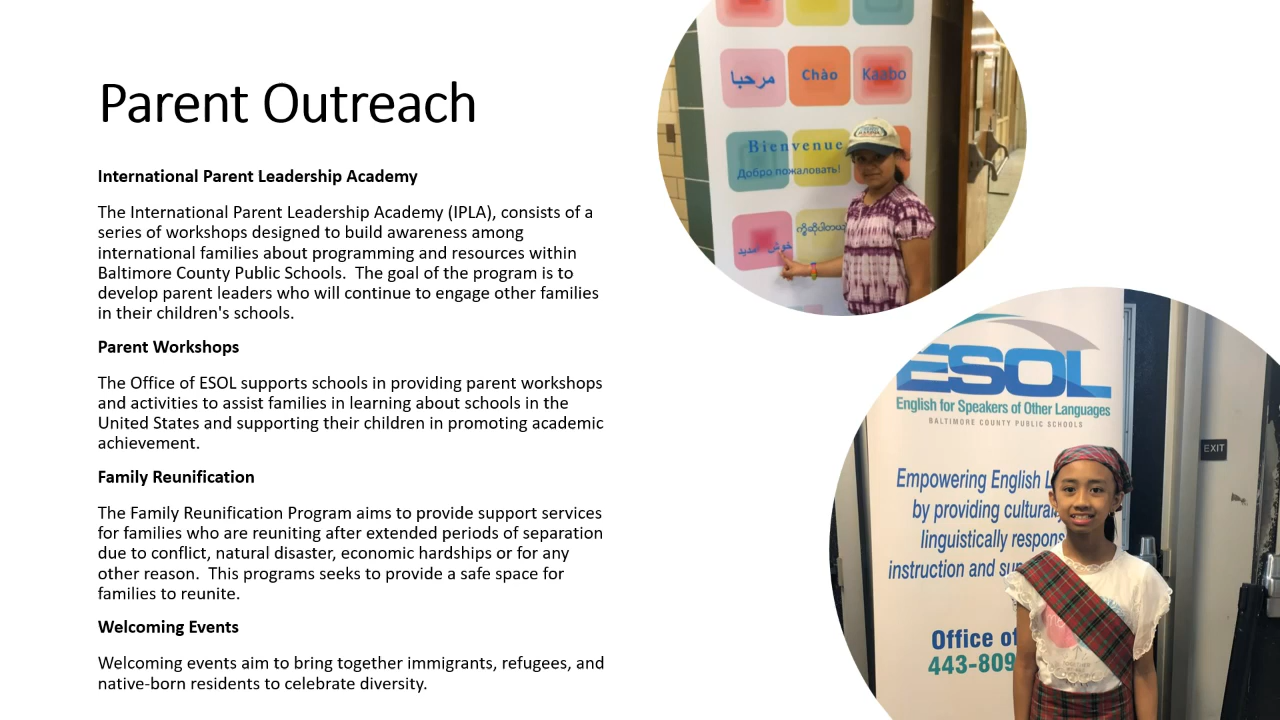 Parent Outreach
International Parent Leadership Academy
The International Parent Leadership Academy (IPLA), consists of a
series of workshops designed to build awareness among
international families about programming and resources within
Baltimore County Public Schools.  The goal of the program is to
develop parent leaders who will continue to engage other families
in their children's schools.
Parent Workshops
The Office of ESOL supports schools in providing parent workshops
and activities to assist families in learning about schools in the
United States and supporting their children in promoting academic
achievement.
Family Reunification
The Family Reunification Program aims to provide support services
for families who are reuniting after extended periods of separation
due to conflict, natural disaster, economic hardships or for any
other reason.  This programs seeks to provide a safe space for
families to reunite.
Welcoming Events
Welcoming events aim to bring together immigrants, refugees, and
native-born residents to celebrate diversity.
مرحبا
Chào
Kaabo
Bienvenue
Добро пожаловать!
خوش
ESOL
English for Speakers of Other Languages
BALTIMORE COUNTY PUBLIC SCHOOLS
EXIT
Empowering English
by providing
linguistically
instruction and
Office of
443-809